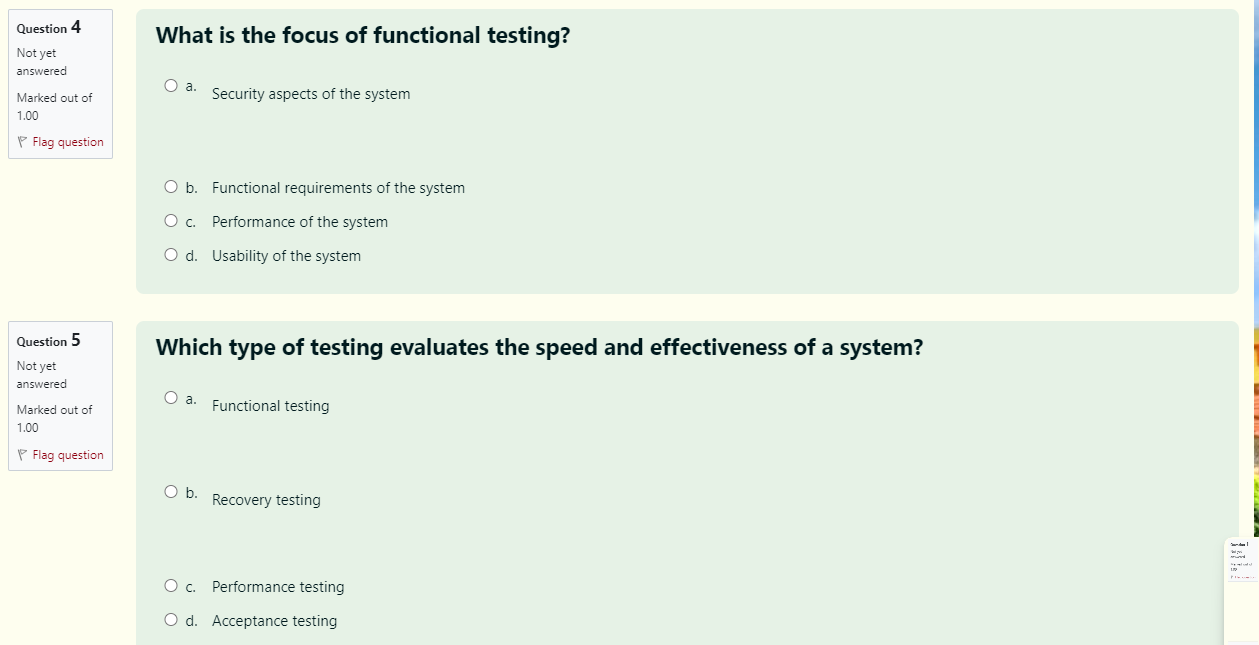 Question 4
Not yet
answered
Marked out of
1.00
Flag question
What is the focus of functional testing?
a. Security aspects of the system
b. Functional requirements of the system
c. Performance of the system
d. Usability of the system
Question 5
Not yet
answered
Marked out of
1.00
Flag question
Which type of testing evaluates the speed and effectiveness of a system?
a. Functional testing
b. Recovery testing
c. Performance testing
d. Acceptance testing